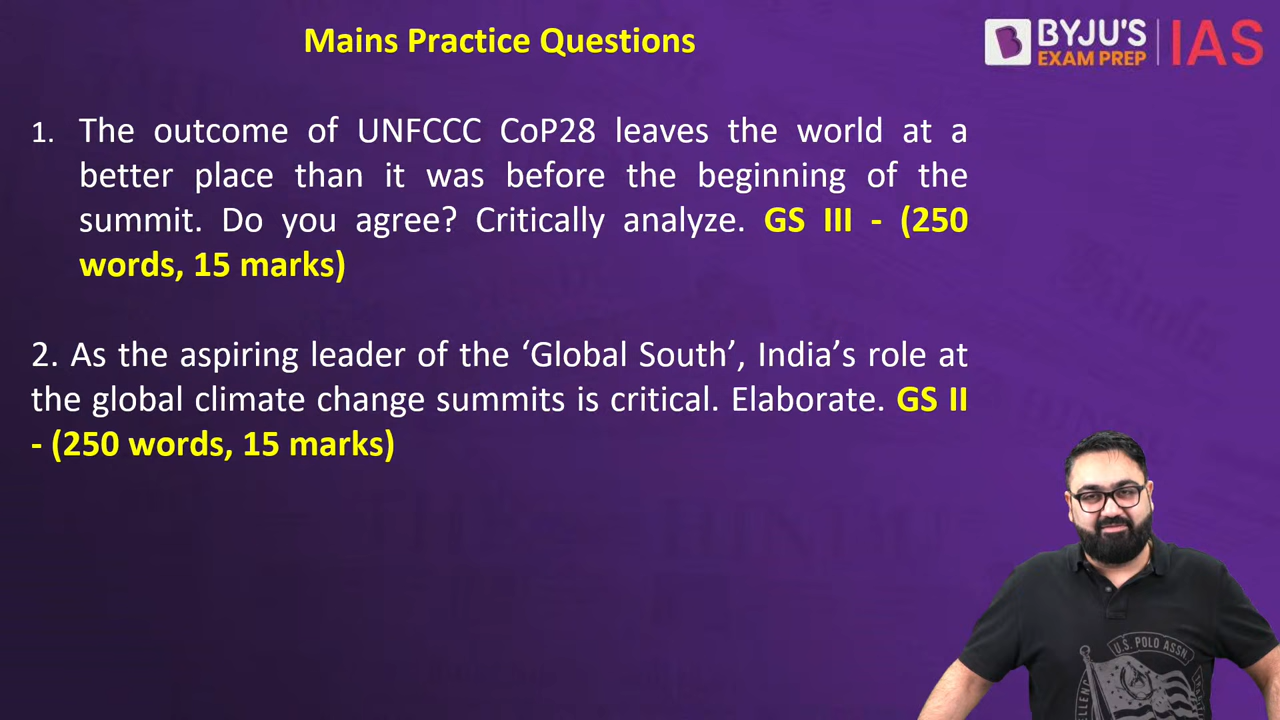 Mains Practice Questions
BYJU'S
EXAM PREP
IAS
1. The outcome of UNFCCC CoP28 leaves the world at a
better place than it was before the beginning of the
summit. Do you agree? Critically analyze. GS III - (250
words, 15 marks)
2. As the aspiring leader of the ‘Global South’, India’s role at
the global climate change summits is critical. Elaborate. GS II
- (250 words, 15 marks)
U.S. POLO ASSN